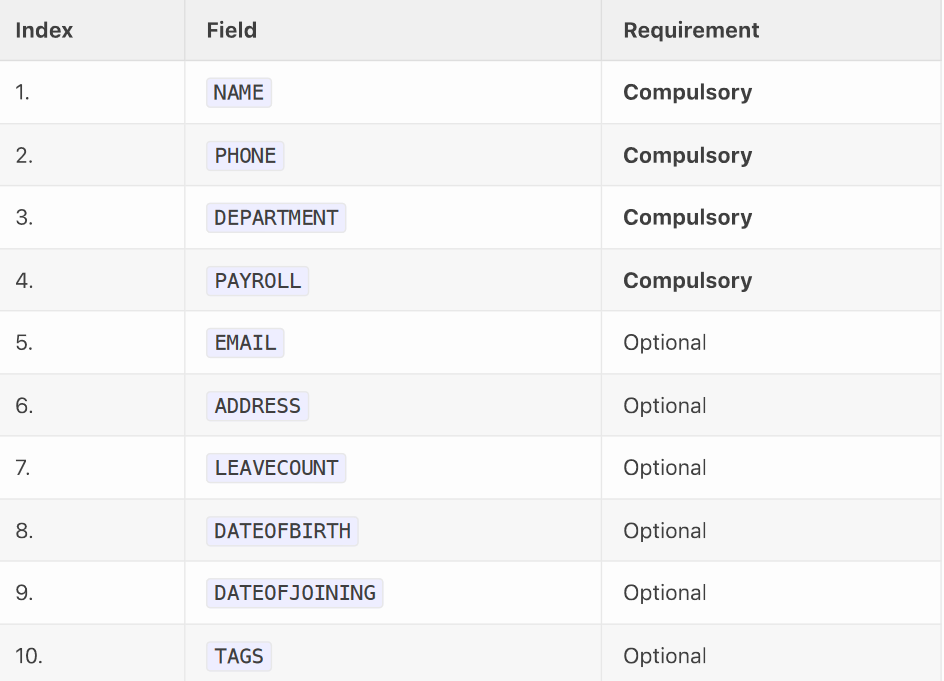 Index Field Requirement
1. NAME Compulsory
2. PHONE Compulsory
3. DEPARTMENT Compulsory
4. PAYROLL Compulsory
5. EMAIL Optional
6. ADDRESS Optional
7. LEAVECOUNT Optional
8. DATEOFBIRTH Optional
9. DATEOFJOINING Optional
10. TAGS Optional